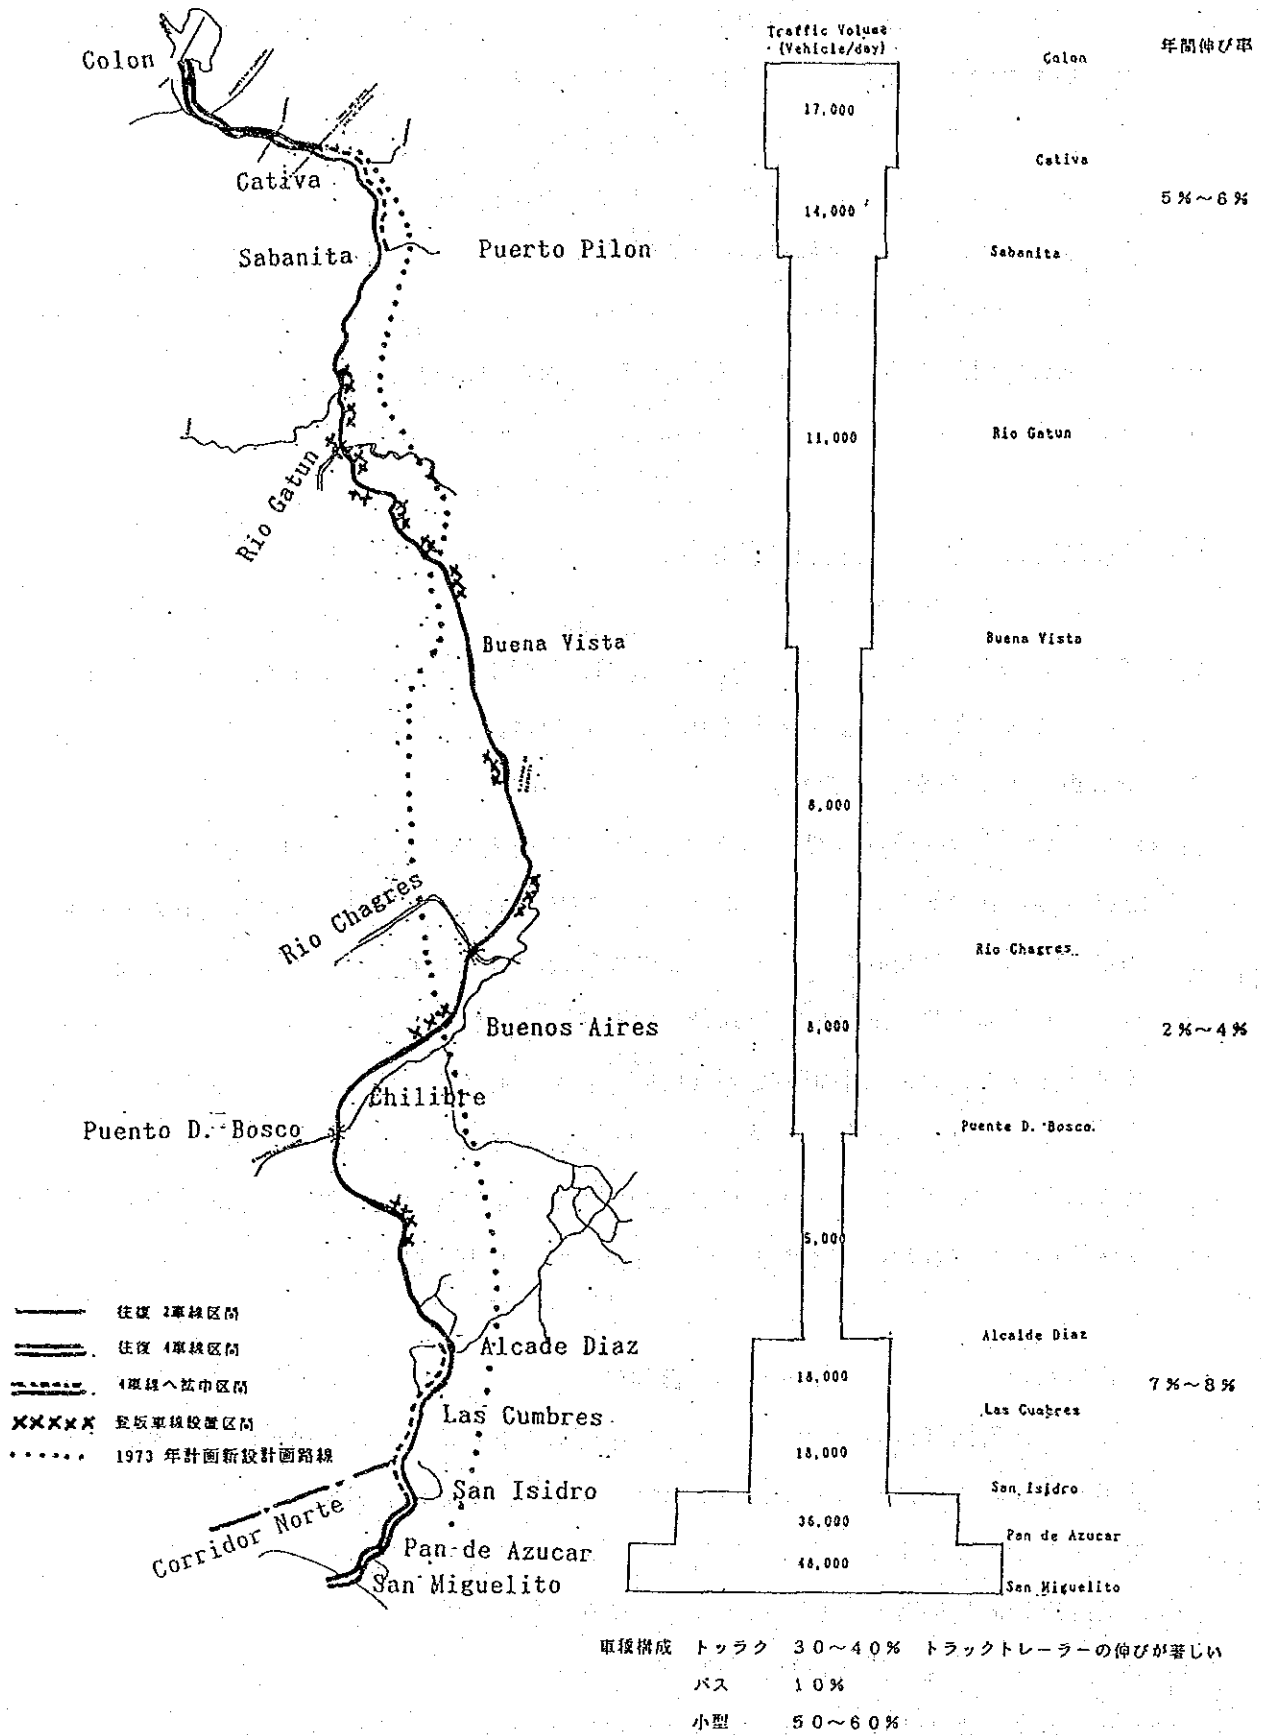 Colon
Cativa
Sabanita
Puerto Pilon
Rio Gatun
Buena Vista
Rio Chagres
Buenos Aires
Chilibre
Puento D. Bosco
Alcade Diaz
Las Cumbres
San Isidro
Corridor Norte
Pan de Azucar
San Miguelito
往復 2車線区間
往復 4車線区間
4車線へ拡巾区間
登坂車線設置区間
1973 年計画新設計画路線
Traffic Volume
(Vehicle/day)
年間伸び率
Colon
17,000
Cativa
14,000
5%~6%
Sabanita
11,000
Rio Gatun
Buena Vista
8,000
Rio Chagres
8,000
2%~4%
Puente D. Bosco
5,000
Alcalde Diaz
18,000
7%~8%
Las Cumbres
18,000
San Isidro
36,000
Pan de Azucar
48,000
San Miguelito
車種構成 トッラク 30~40% トラックトレーラーの伸びが著しい
バス 10%
小型 50~60%